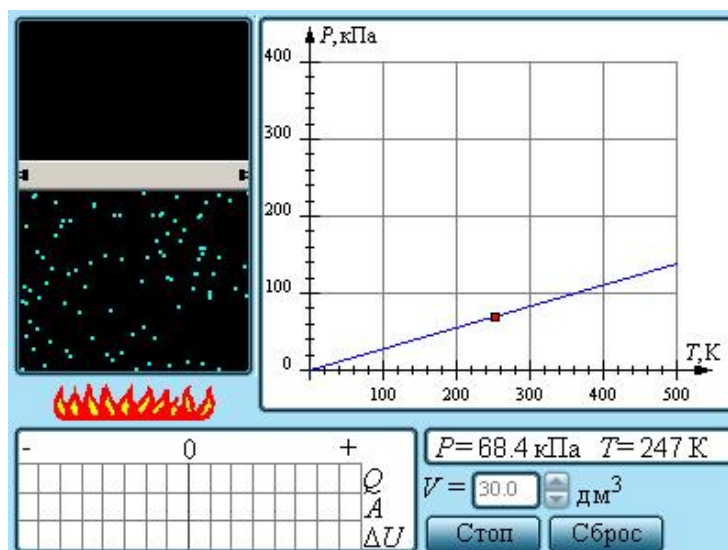 P, кПа
400
300
200
100
0
T, К
100 200 300 400 500
- 0 +
Q
A
ΔU
P= 68.4 кПа T= 247 К
V = 30.0 дм³
Стоп Сброс